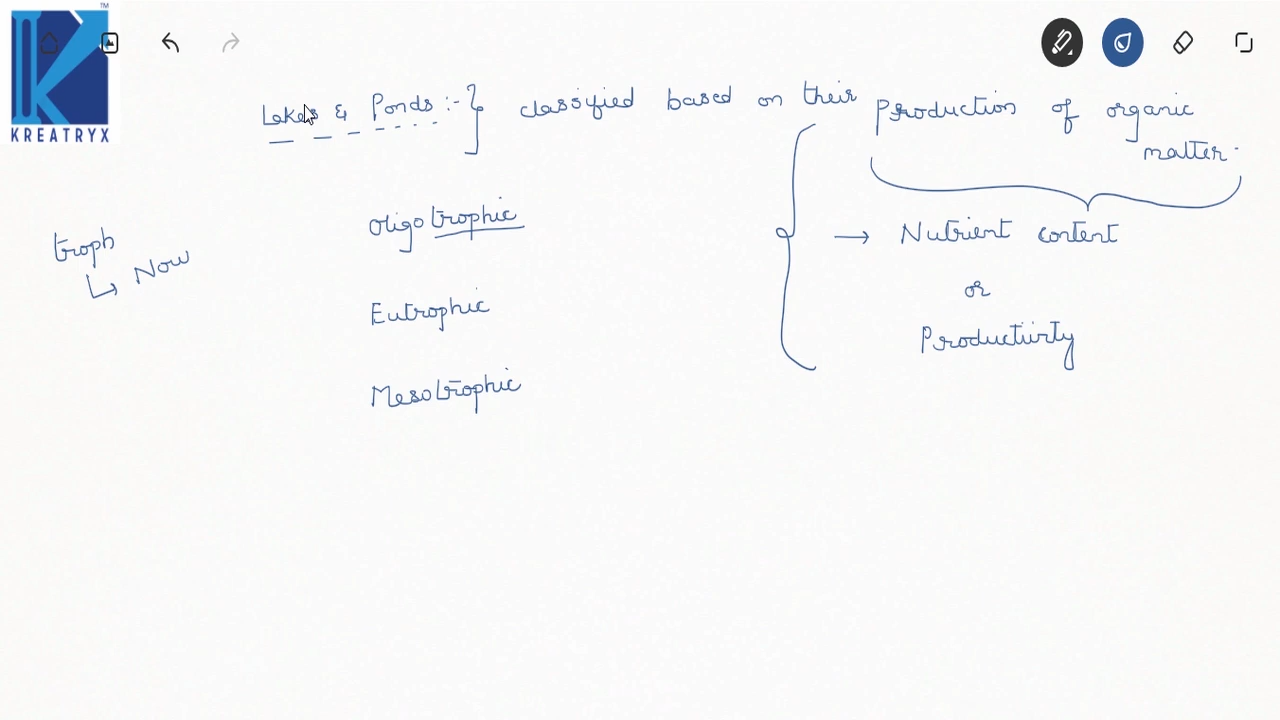 TM
KREATRYX
Lakes & Ponds :- classified based on their Production of organic
matter.
Oligotrophic
troph
↳ Now
→ Nutrient content
or
Eutrophic
Productivity
Mesotrophic